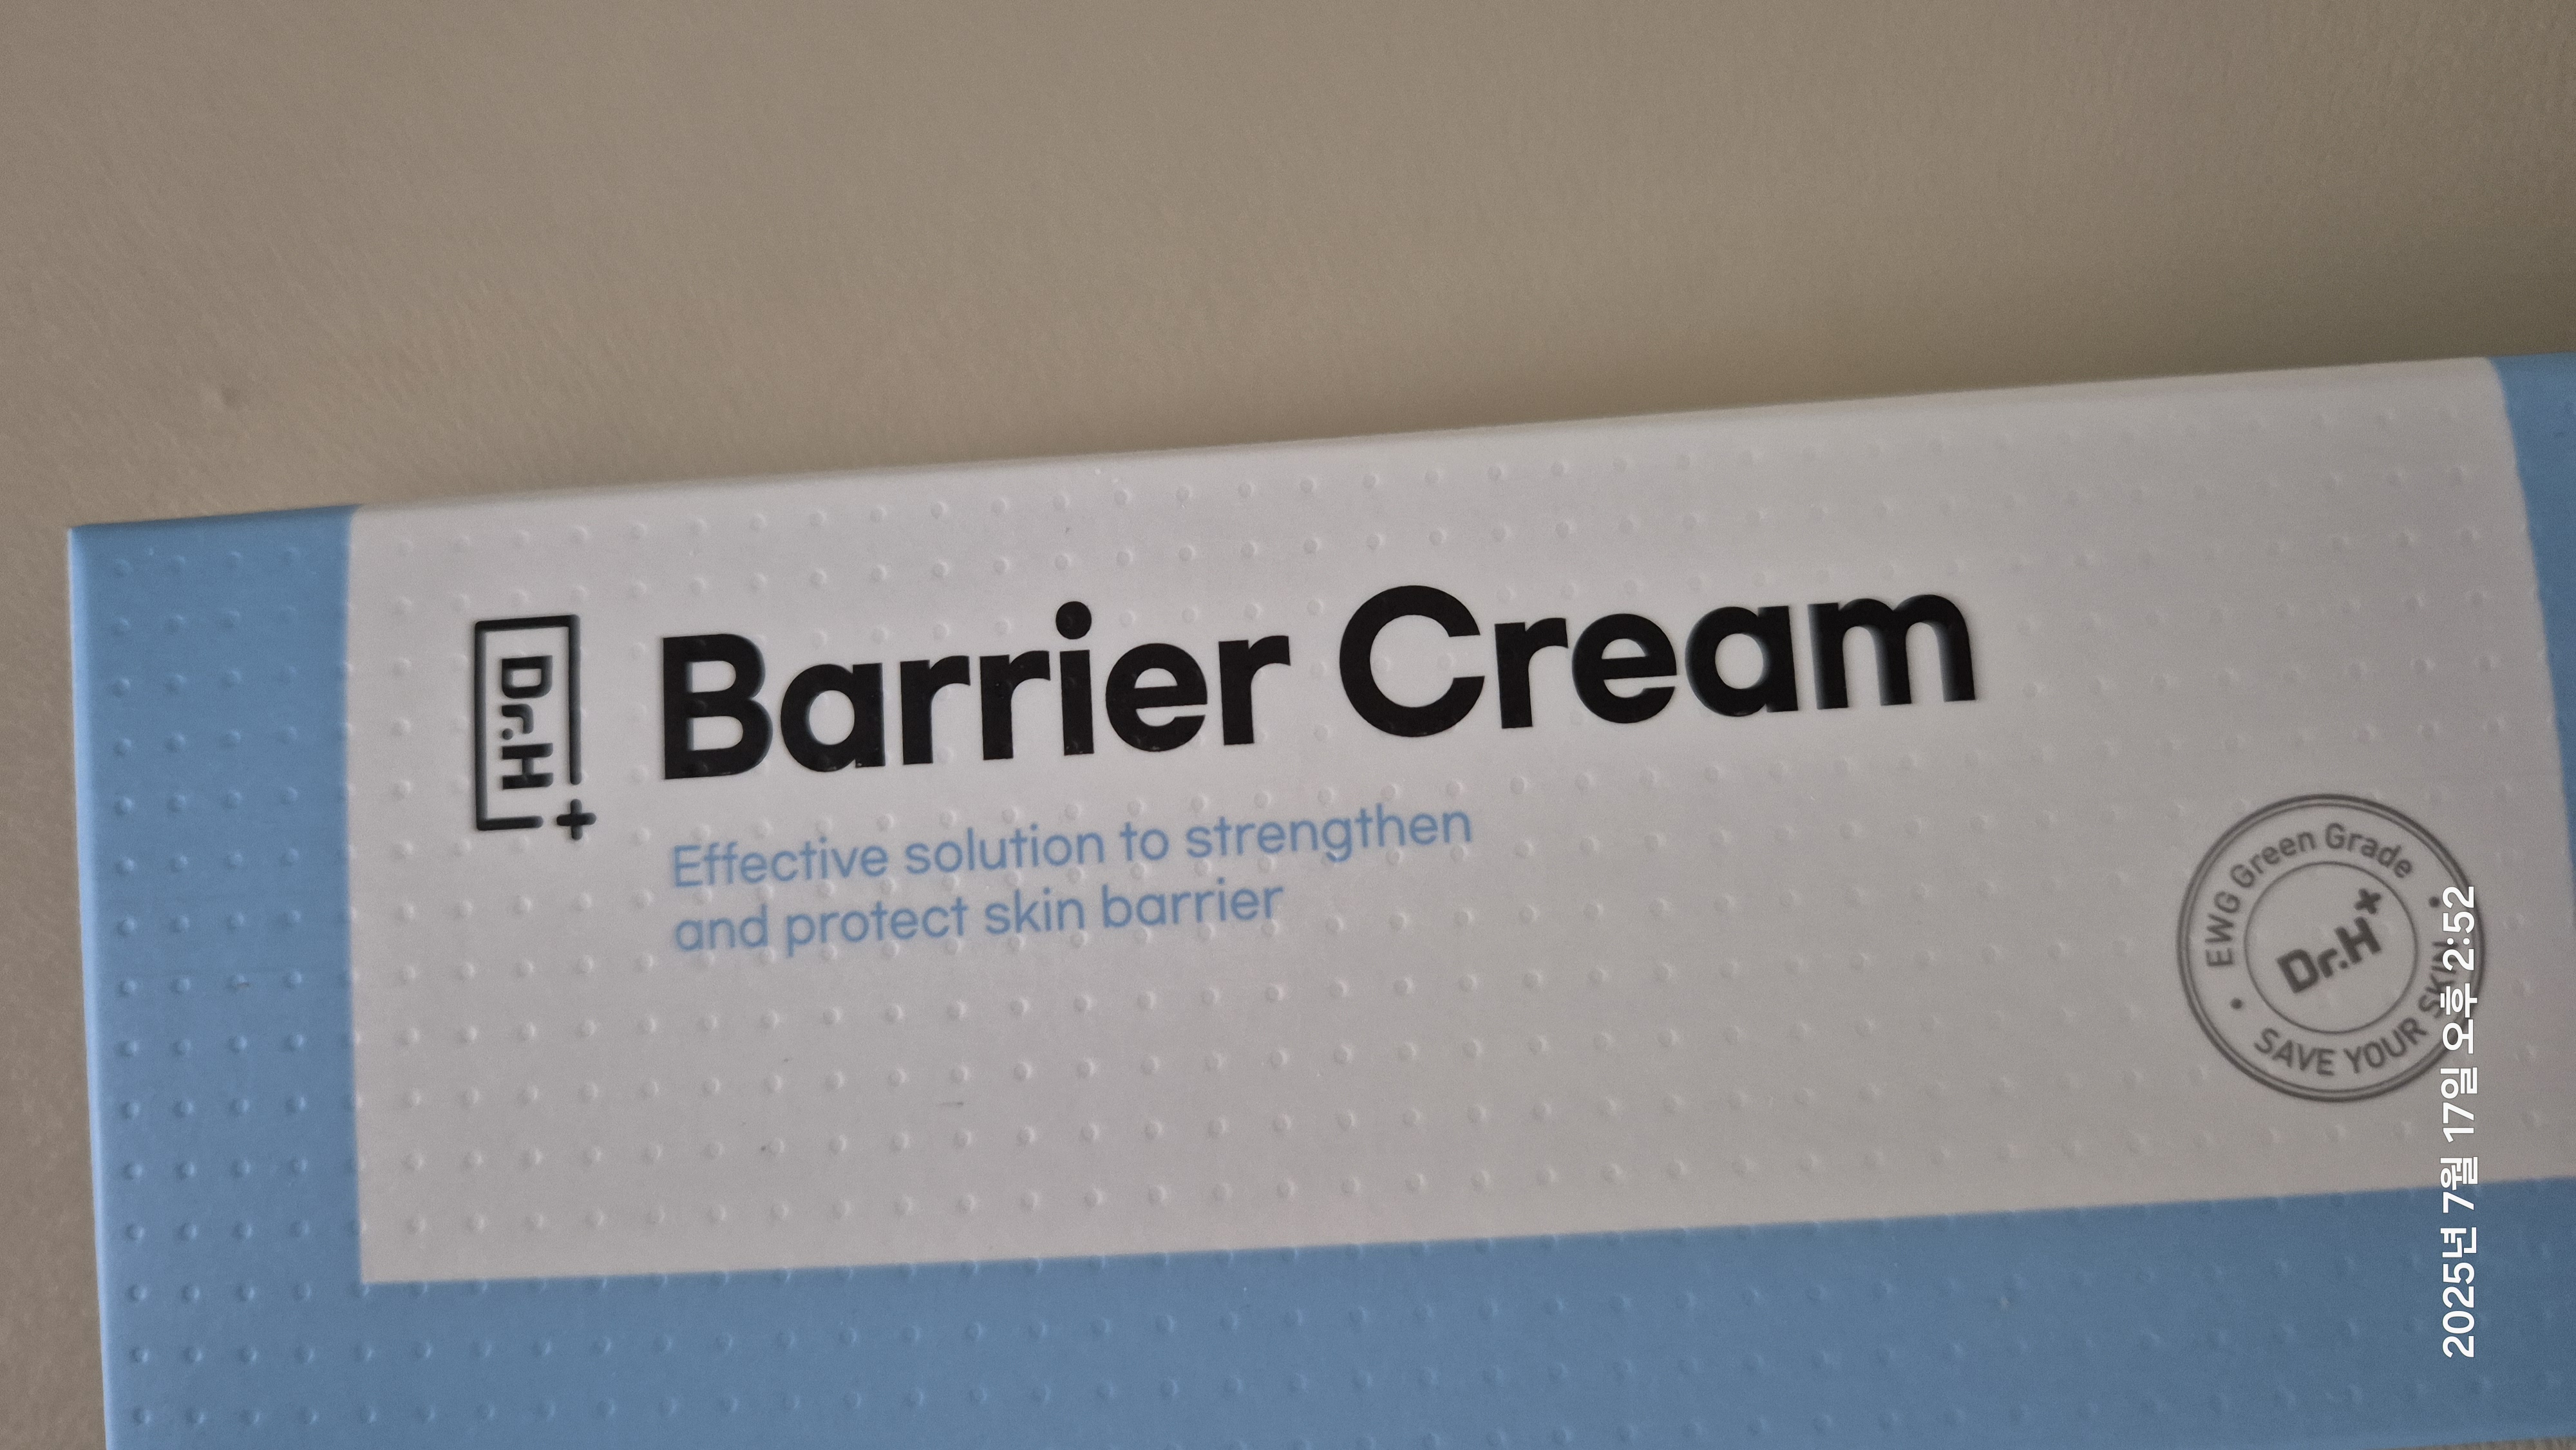 Dr.H+
Barrier Cream
Effective solution to strengthen
and protect skin barrier
EWG Green Grade
Dr.H+
SAVE YOUR SKIN
2025년 7월 17일 오후 2:52